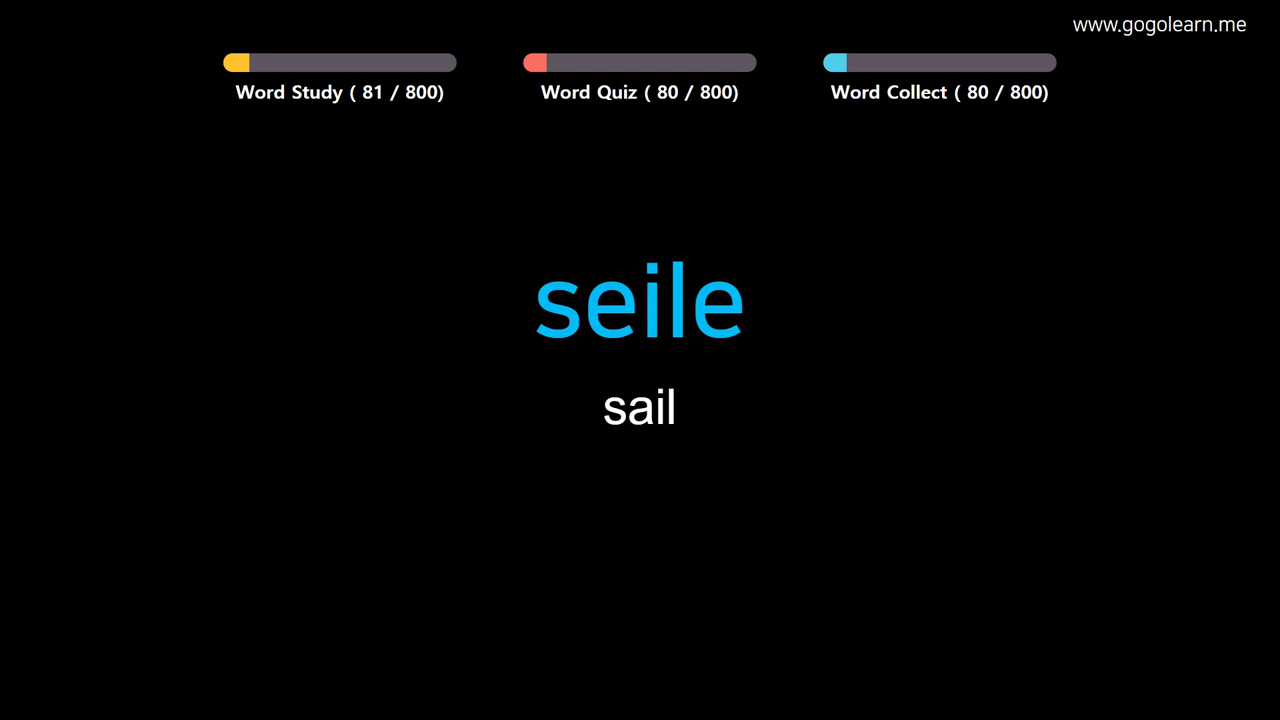 www.gogolearn.me
Word Study ( 81 / 800)
Word Quiz ( 80 / 800)
Word Collect ( 80 / 800)
seile
sail